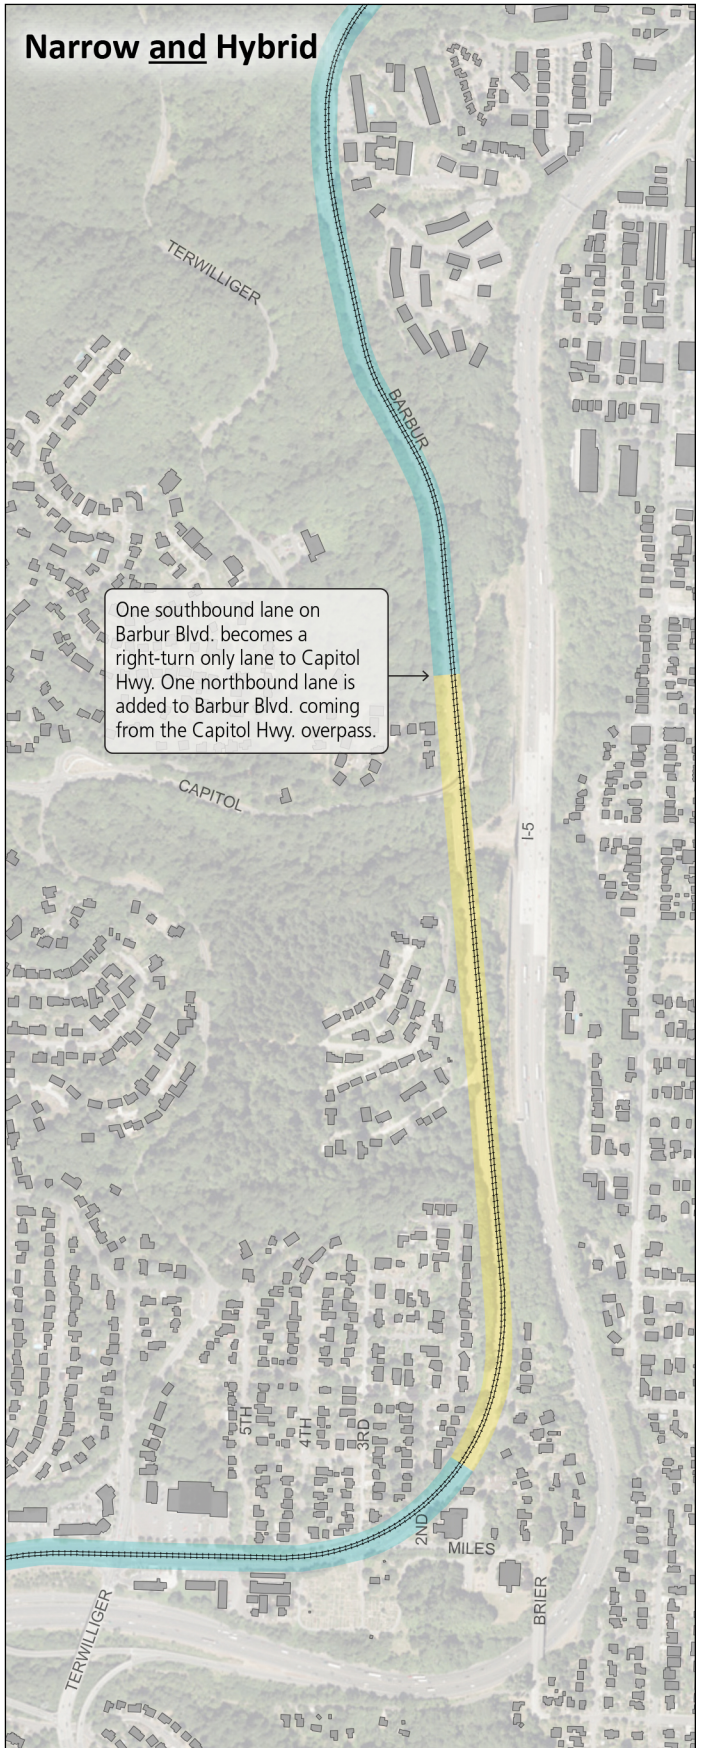 Narrow and Hybrid
TERWILLIGER
BARBUR
One southbound lane on
Barbur Blvd. becomes a
right-turn only lane to Capitol
Hwy. One northbound lane is
added to Barbur Blvd. coming
from the Capitol Hwy. overpass.
CAPITOL
I-5
5TH
4TH
3RD
2ND
MILES
BRIER
TERWILLIGER